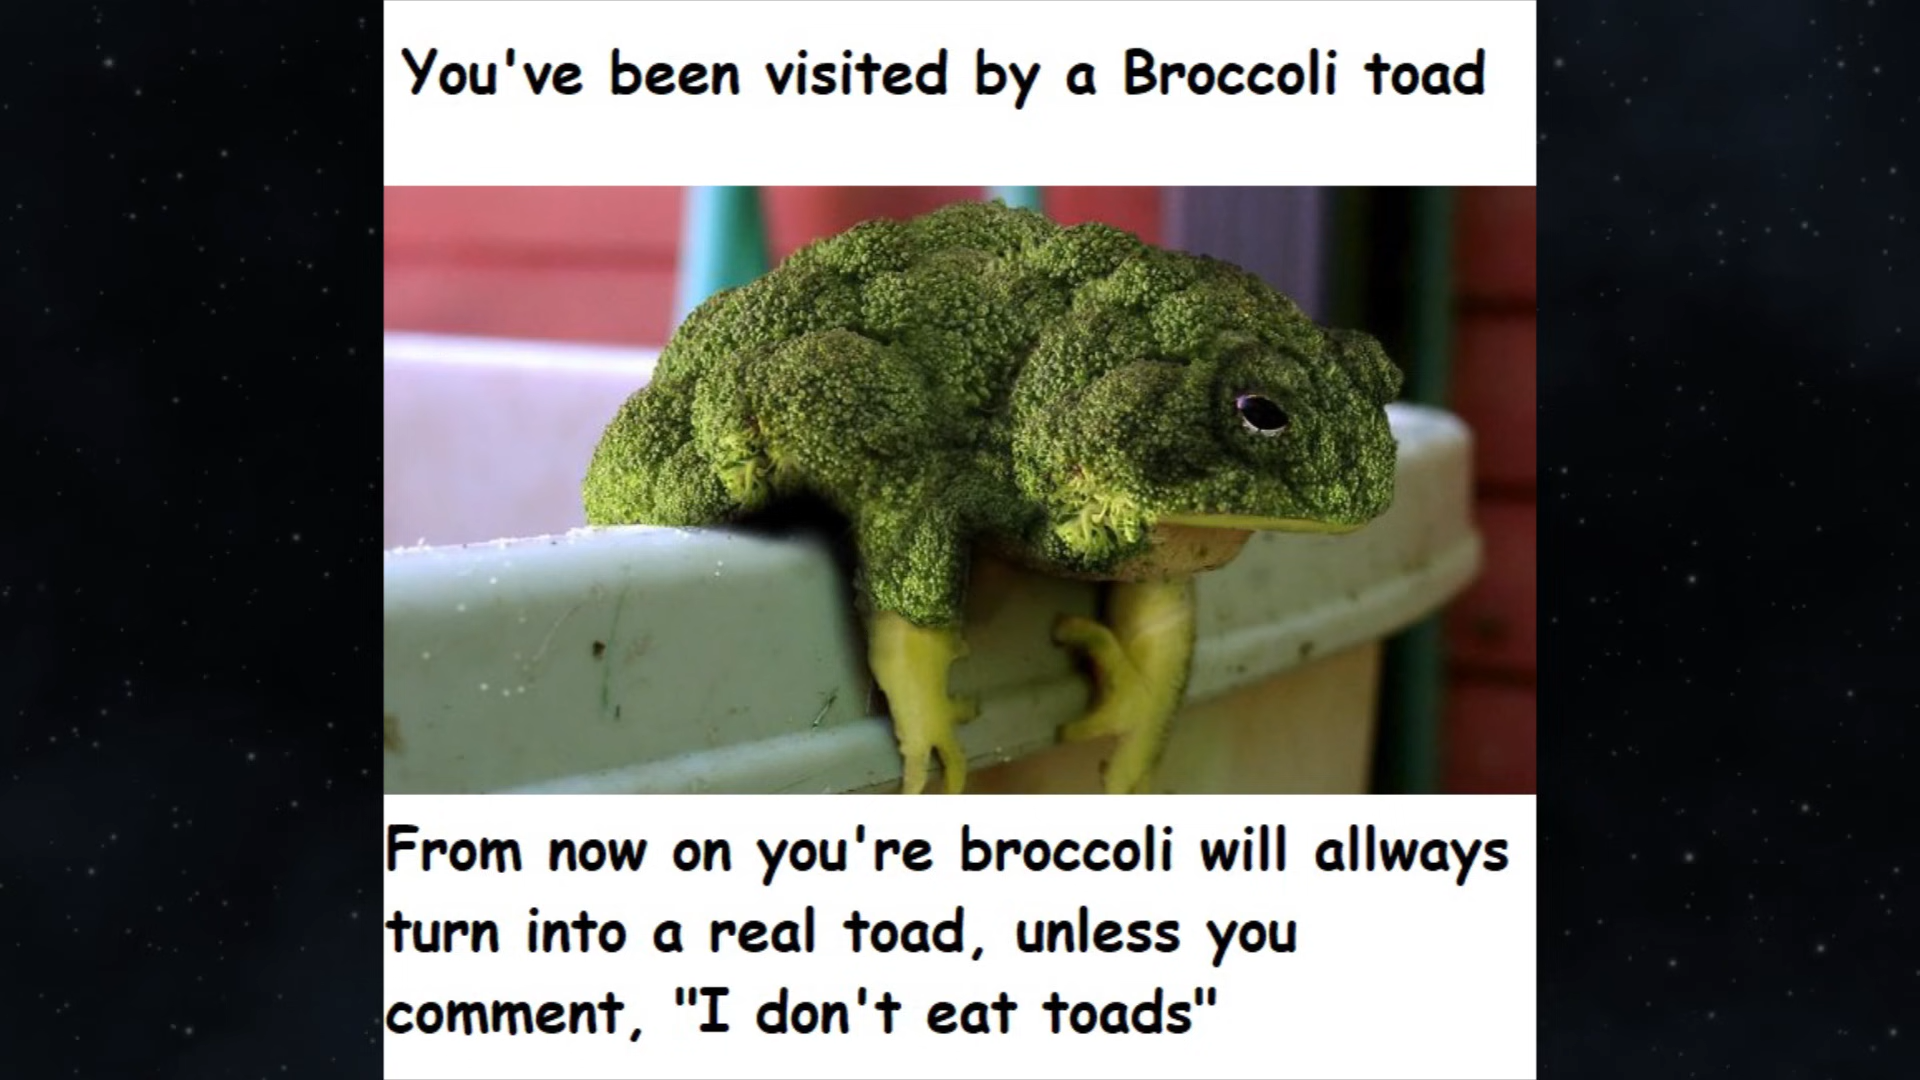 You've been visited by a Broccoli toad
From now on you're broccoli will allways
turn into a real toad, unless you
comment, "I don't eat toads"